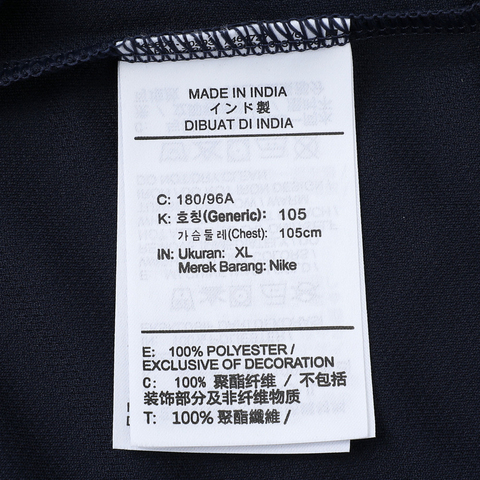 MADE IN INDIA
インド製
DIBUAT DI INDIA
C: 180/96A
K: 호칭(Generic): 105
가슴둘레(Chest): 105cm
IN: Ukuran: XL
Merek Barang: Nike
E: 100% POLYESTER /
EXCLUSIVE OF DECORATION
C: 100% 聚酯纤维 / 不包括
装饰部分及非纤维物质
T: 100% 聚酯纖維 /